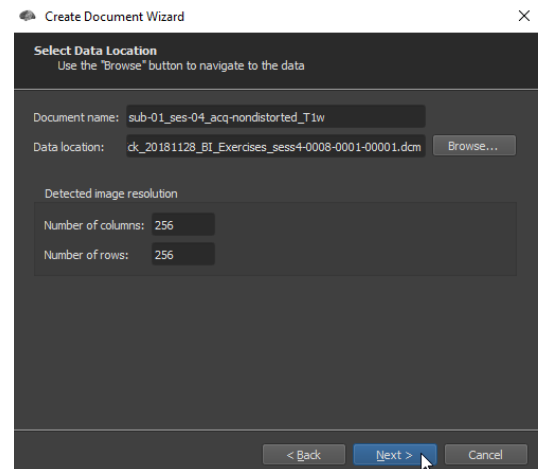 Create Document Wizard
Select Data Location
Use the "Browse" button to navigate to the data
Document name: sub-01_ses-04_acq-nondistorted_T1w
Data location: ck_20181128_BI_Exercises_sess4-0008-0001-00001.dcm Browse...
Detected image resolution
Number of columns: 256
Number of rows: 256
< Back Next > Cancel